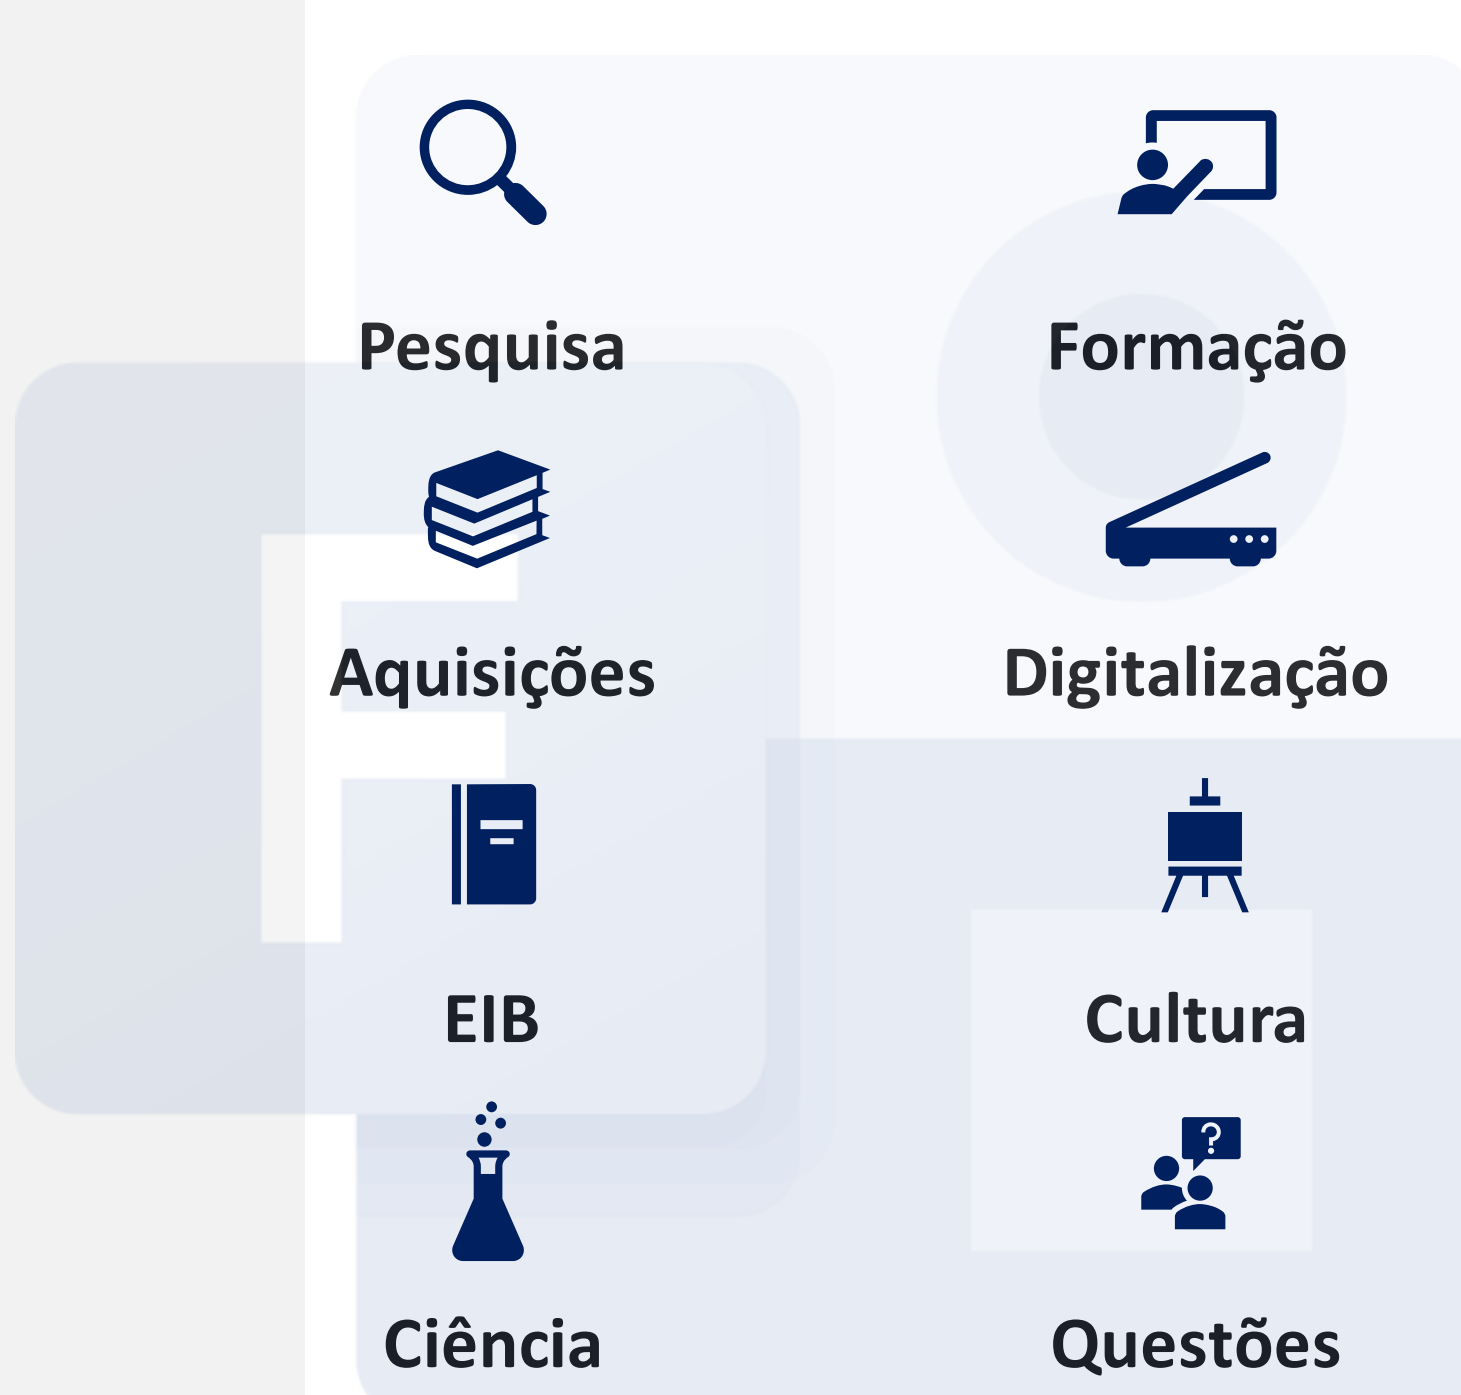 Pesquisa
Formação
Aquisições
Digitalização
F
EIB
Cultura
?
Ciência
Questões